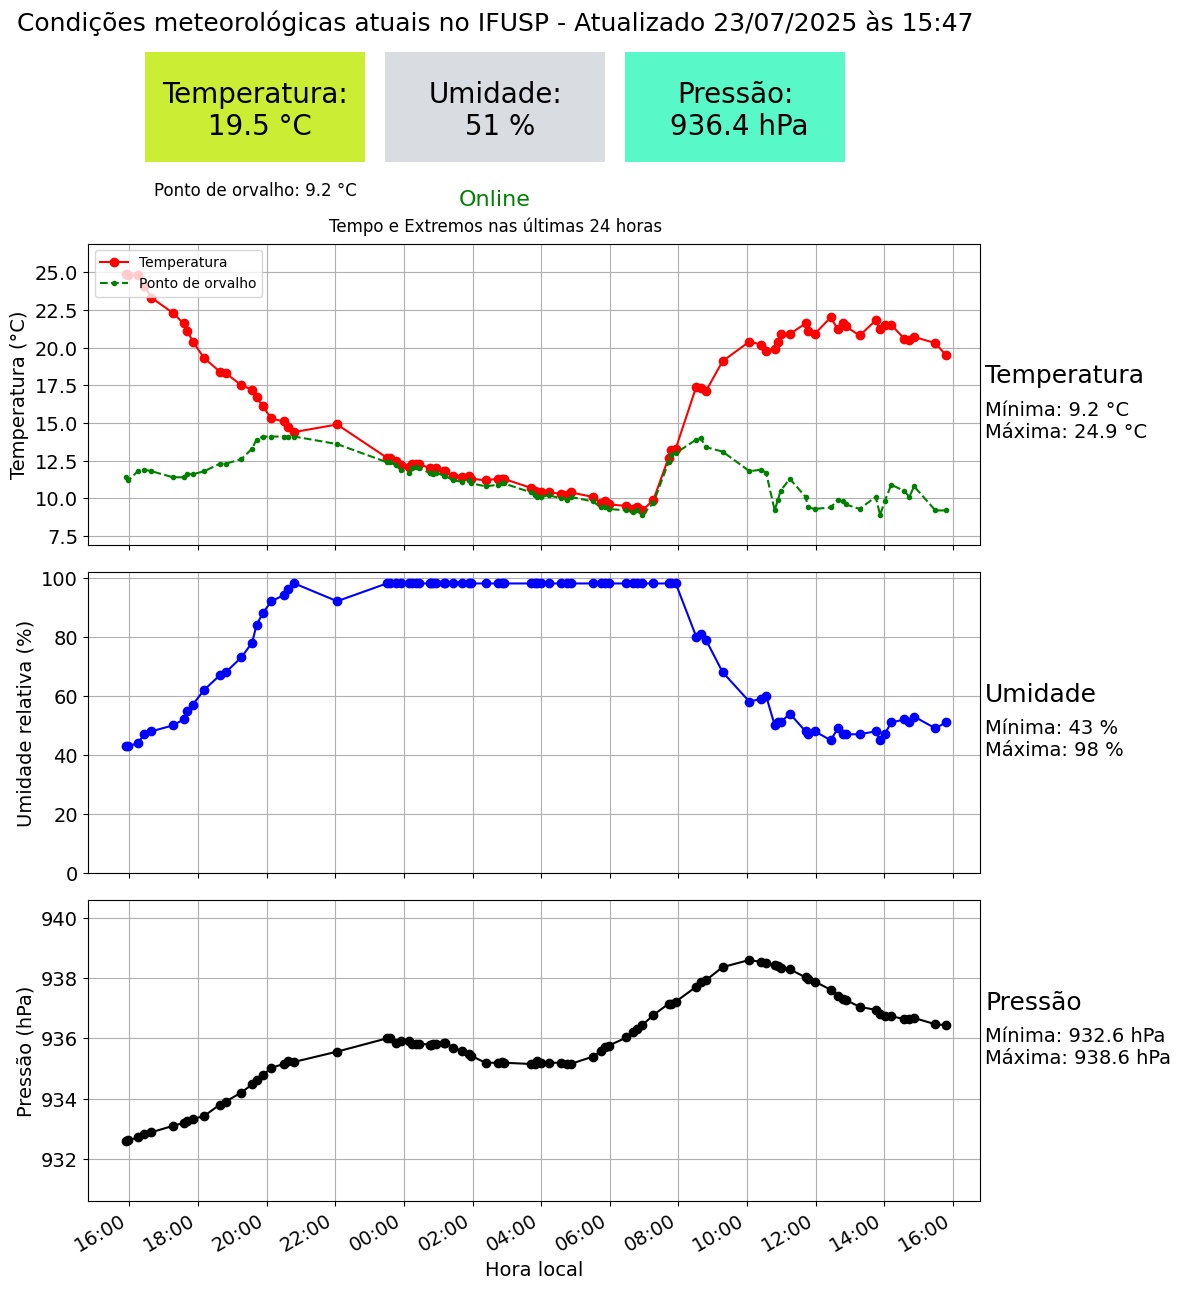 Condições meteorológicas atuais no IFUSP - Atualizado 23/07/2025 às 15:47
Temperatura:
19.5 °C
Umidade:
51 %
Pressão:
936.4 hPa
Ponto de orvalho: 9.2 °C
Online
Tempo e Extremos nas últimas 24 horas
Temperatura
Ponto de orvalho
Temperatura (°C)
25.0
22.5
20.0
17.5
15.0
12.5
10.0
7.5
Temperatura
Mínima: 9.2 °C
Máxima: 24.9 °C
Umidade relativa (%)
100
80
60
40
20
0
Umidade
Mínima: 43 %
Máxima: 98 %
Pressão (hPa)
940
938
936
934
932
Pressão
Mínima: 932.6 hPa
Máxima: 938.6 hPa
16:00 18:00 20:00 22:00 00:00 02:00 04:00 06:00 08:00 10:00 12:00 14:00 16:00
Hora local